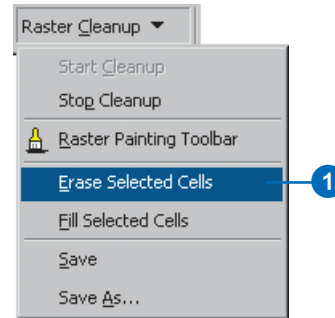 Raster Cleanup
Start Cleanup
Stop Cleanup
Raster Painting Toolbar
Erase Selected Cells
1
Fill Selected Cells
Save
Save As...